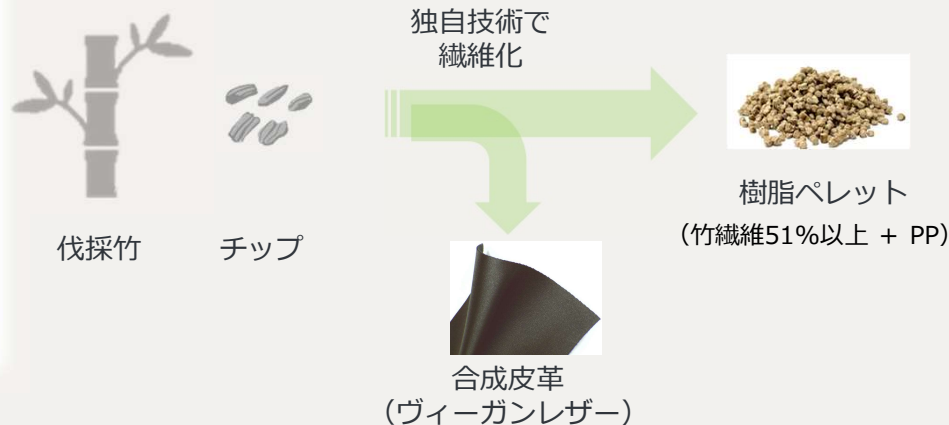 独自技術で
繊維化
伐採竹
チップ
樹脂ペレット
（竹繊維51%以上 + PP）
合成皮革
（ヴィーガンレザー）